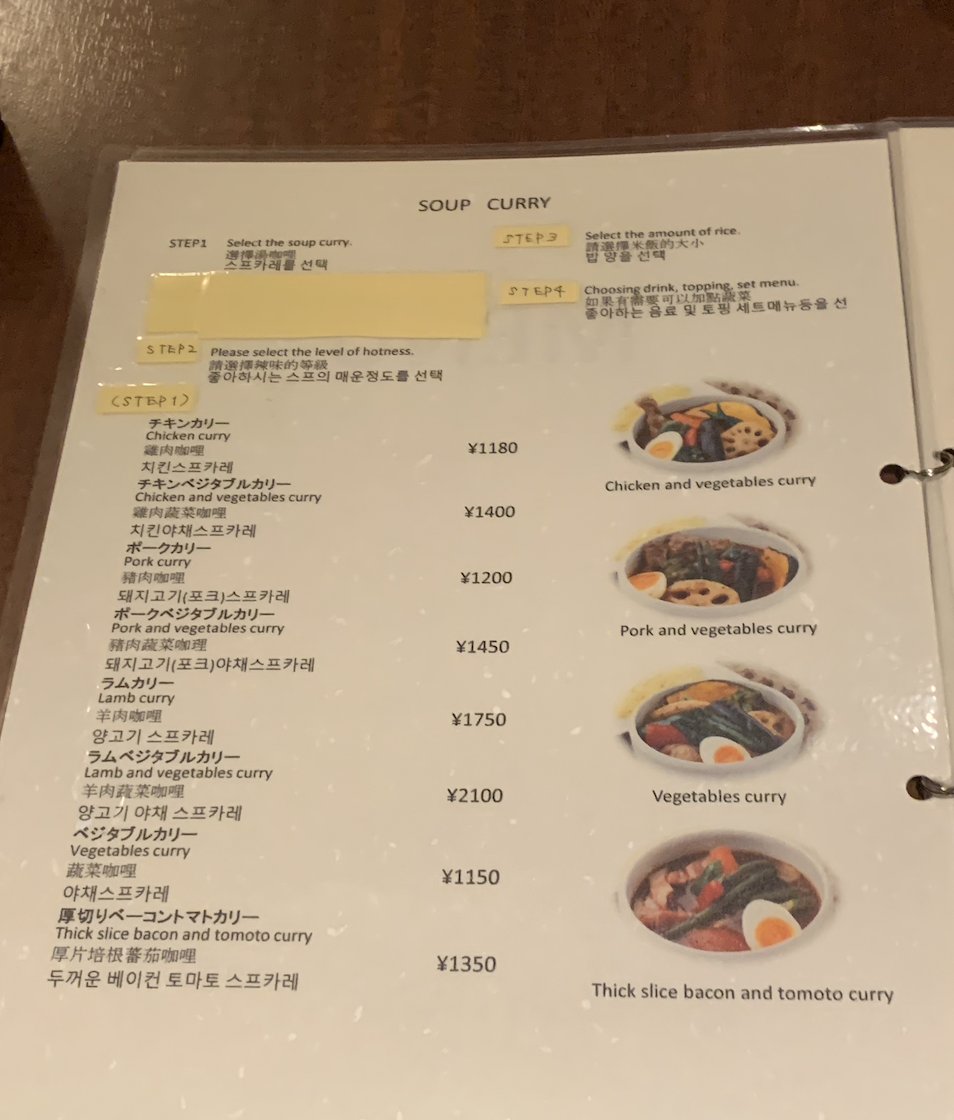 SOUP CURRY
STEP1 Select the soup curry.
選擇湯咖哩
스프카레를 선택
STEP2 Please select the level of hotness.
請選擇辣味的等級
좋아하시는 스프의 매운정도를 선택
STEP3 Select the amount of rice.
請選擇米飯的大小
밥 양을 선택
STEP4 Choosing drink, topping, set menu.
如果有需要可以加點蔬菜
좋아하는 음료 및 토핑 세트메뉴등을 선
(STEP1)
チキンカリー
Chicken curry
雞肉咖哩 ¥1180
치킨스프카레
チキンベジタブルカリー
Chicken and vegetables curry
雞肉蔬菜咖哩 ¥1400
치킨야채스프카레
ポークカリー
Pork curry
豬肉咖哩 ¥1200
돼지고기(포크)스프카레
ポークベジタブルカリー
Pork and vegetables curry
豬肉蔬菜咖理 ¥1450
돼지고기(포크)야채스프카레
ラムカリー
Lamb curry
羊肉咖哩 ¥1750
양고기 스프카레
ラムベジタブルカリー
Lamb and vegetables curry
羊肉蔬菜咖哩 ¥2100
양고기 야채 스프카레
ベジタブルカリー
Vegetables curry
蔬菜咖哩 ¥1150
야채스프카레
厚切りベーコントマトカリー
Thick slice bacon and tomoto curry
厚片培根蕃茄咖哩 ¥1350
두꺼운 베이컨 토마토 스프카레
Chicken and vegetables curry
Pork and vegetables curry
Vegetables curry
Thick slice bacon and tomoto curry